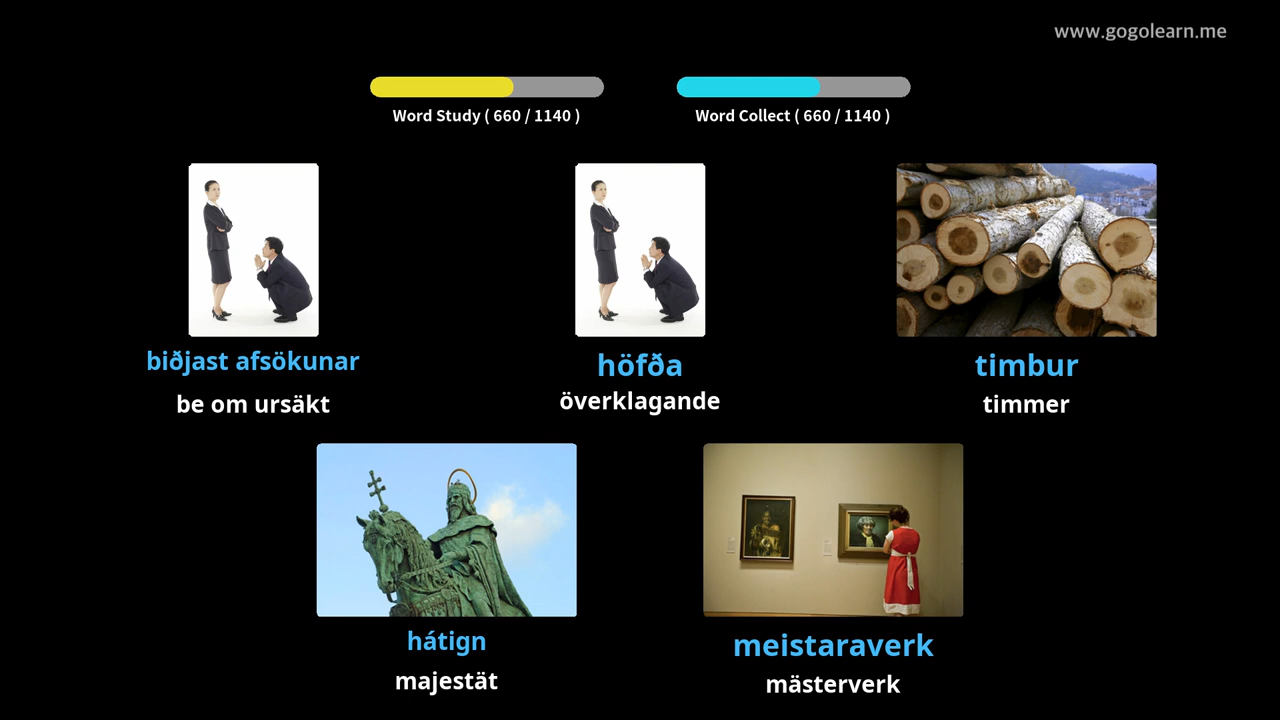 www.gogolearn.me
Word Study ( 660 / 1140 )
Word Collect ( 660 / 1140 )
biðjast afsökunar
be om ursäkt
höfða
överklagande
timbur
timmer
hátign
majestät
meistaraverk
mästerverk